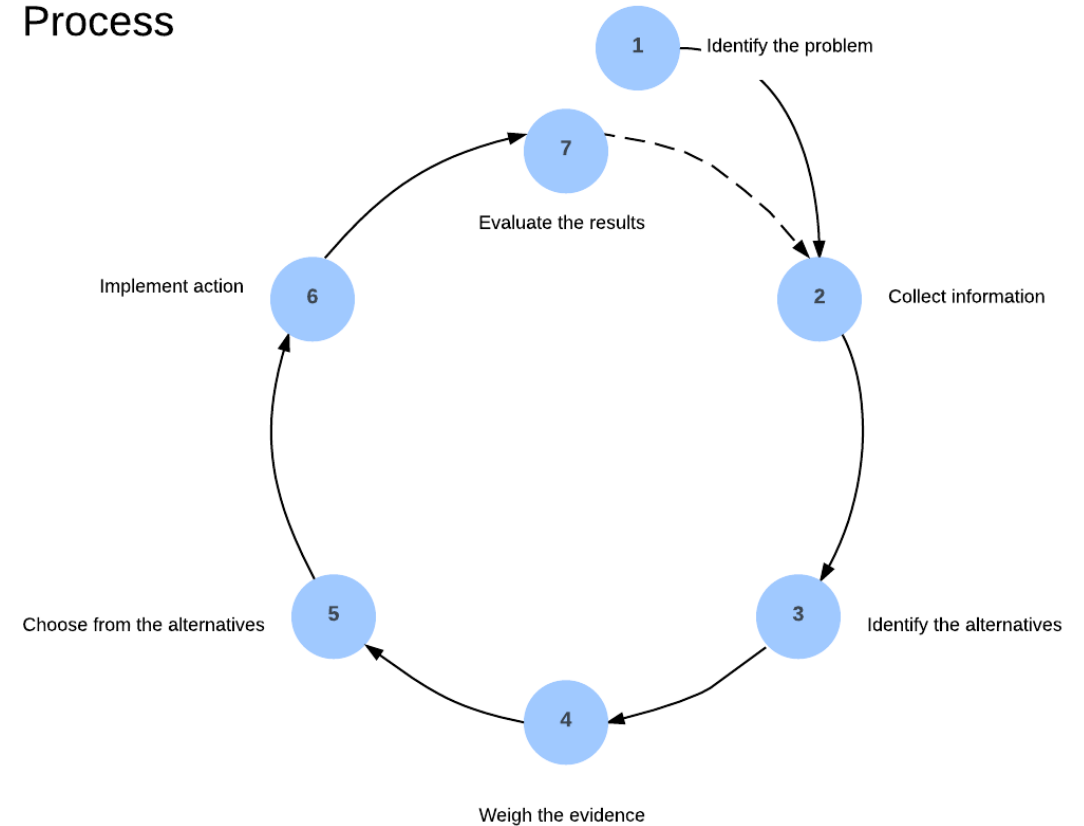 Process
1
Identify the problem
7
Evaluate the results
2
Collect information
6
Implement action
3
Identify the alternatives
5
Choose from the alternatives
4
Weigh the evidence